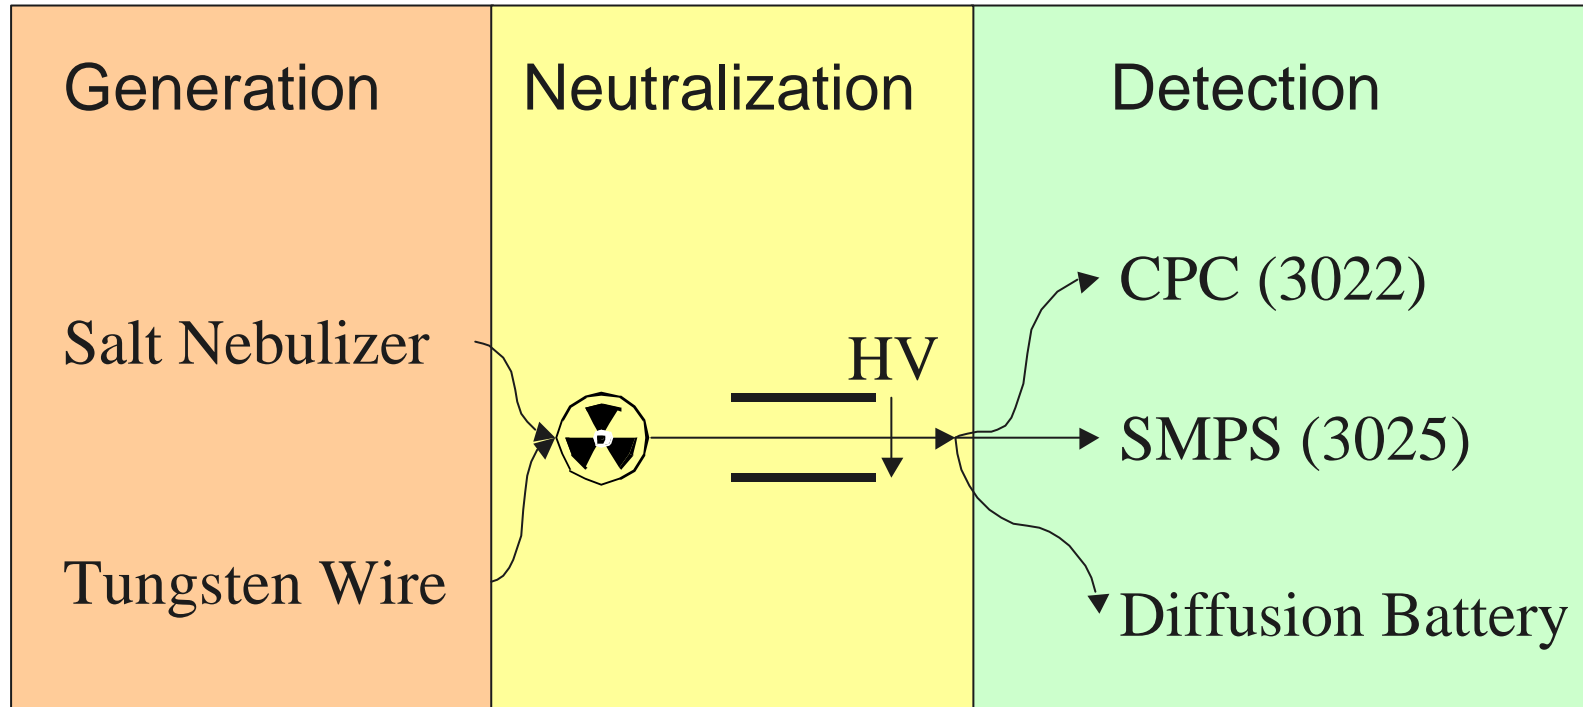 Generation
Neutralization
Detection
Salt Nebulizer
Tungsten Wire
HV
CPC (3022)
SMPS (3025)
Diffusion Battery